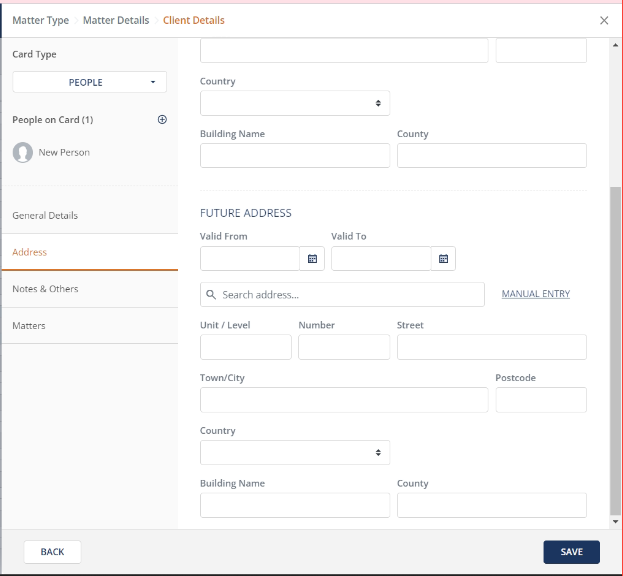 Matter Type Matter Details Client Details
Card Type
PEOPLE
People on Card (1)
New Person
General Details
Address
Notes & Others
Matters
Country
Building Name County
FUTURE ADDRESS
Valid From Valid To
Search address... MANUAL ENTRY
Unit / Level Number Street
Town/City Postcode
Country
Building Name County
BACK SAVE